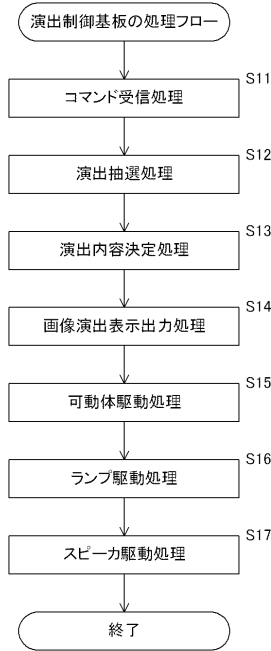 演出制御基板の処理フロー
S11
コマンド受信処理
S12
演出抽選処理
S13
演出内容決定処理
S14
画像演出表示出力処理
S15
可動体駆動処理
S16
ランプ駆動処理
S17
スピーカ駆動処理
終了